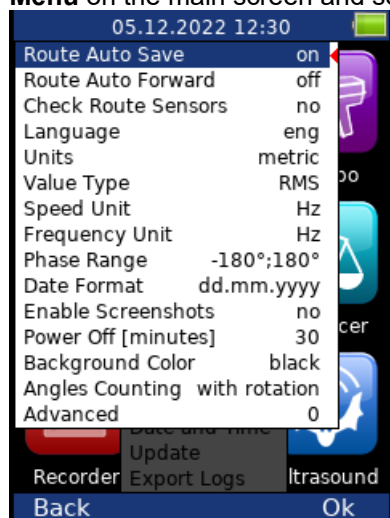 Menu on the main screen and se
05.12.2022 12:30
Route Auto Save on
Route Auto Forward off
Check Route Sensors no
Language eng
Units metric
Value Type RMS
Speed Unit Hz
Frequency Unit Hz
Phase Range -180°;180°
Date Format dd.mm.yyyy
Enable Screenshots no
Power Off [minutes] 30
Background Color black
Angles Counting with rotation
Advanced 0
bo
cer
Date and Time
Update
Recorder Export Logs ltrasound
Back Ok